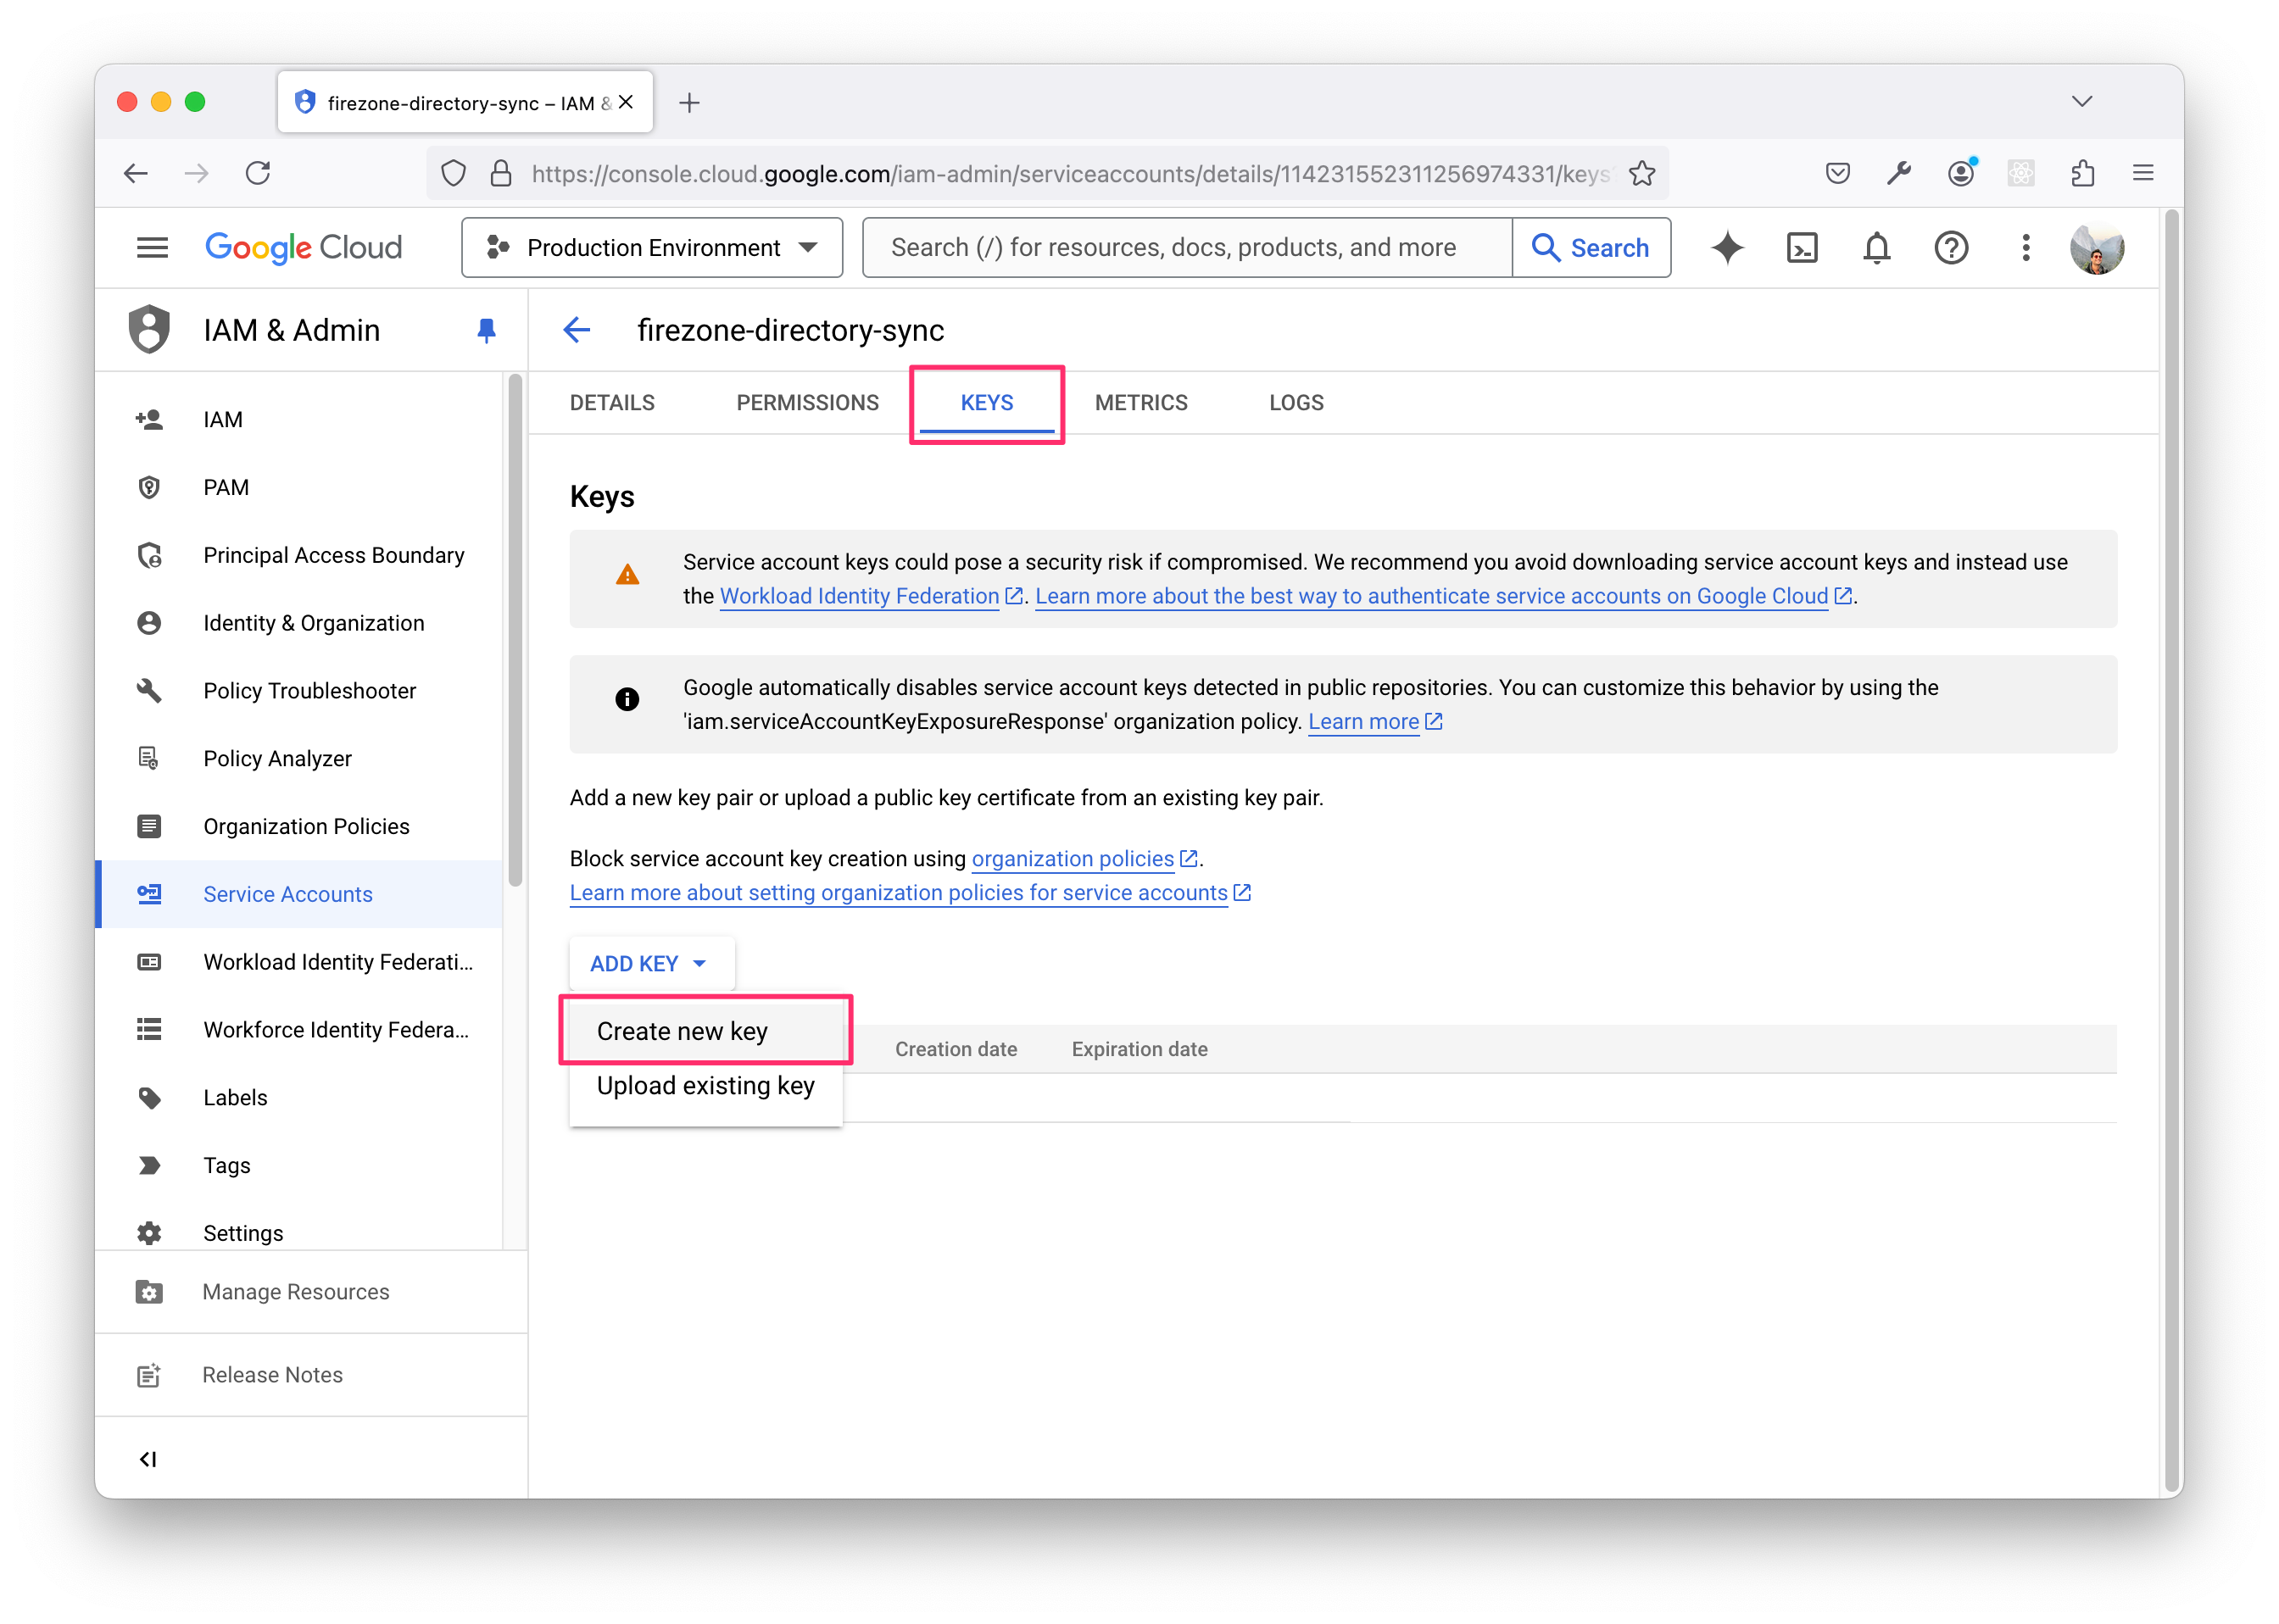 firezone-directory-sync – IAM &
https://console.cloud.google.com/iam-admin/serviceaccounts/details/114231552311256974331/keys
Google Cloud
Production Environment
Search (/) for resources, docs, products, and more
Search
IAM & Admin
firezone-directory-sync
DETAILS
PERMISSIONS
KEYS
METRICS
LOGS
IAM
PAM
Principal Access Boundary
Identity & Organization
Policy Troubleshooter
Policy Analyzer
Organization Policies
Service Accounts
Workload Identity Federati...
Workforce Identity Federa...
Labels
Tags
Settings
Manage Resources
Release Notes
Keys
Service account keys could pose a security risk if compromised. We recommend you avoid downloading service account keys and instead use
the Workload Identity Federation. Learn more about the best way to authenticate service accounts on Google Cloud.
Google automatically disables service account keys detected in public repositories. You can customize this behavior by using the
'iam.serviceAccountKeyExposureResponse' organization policy. Learn more
Add a new key pair or upload a public key certificate from an existing key pair.
Block service account key creation using organization policies.
Learn more about setting organization policies for service accounts
ADD KEY
Create new key
Upload existing key
Creation date
Expiration date